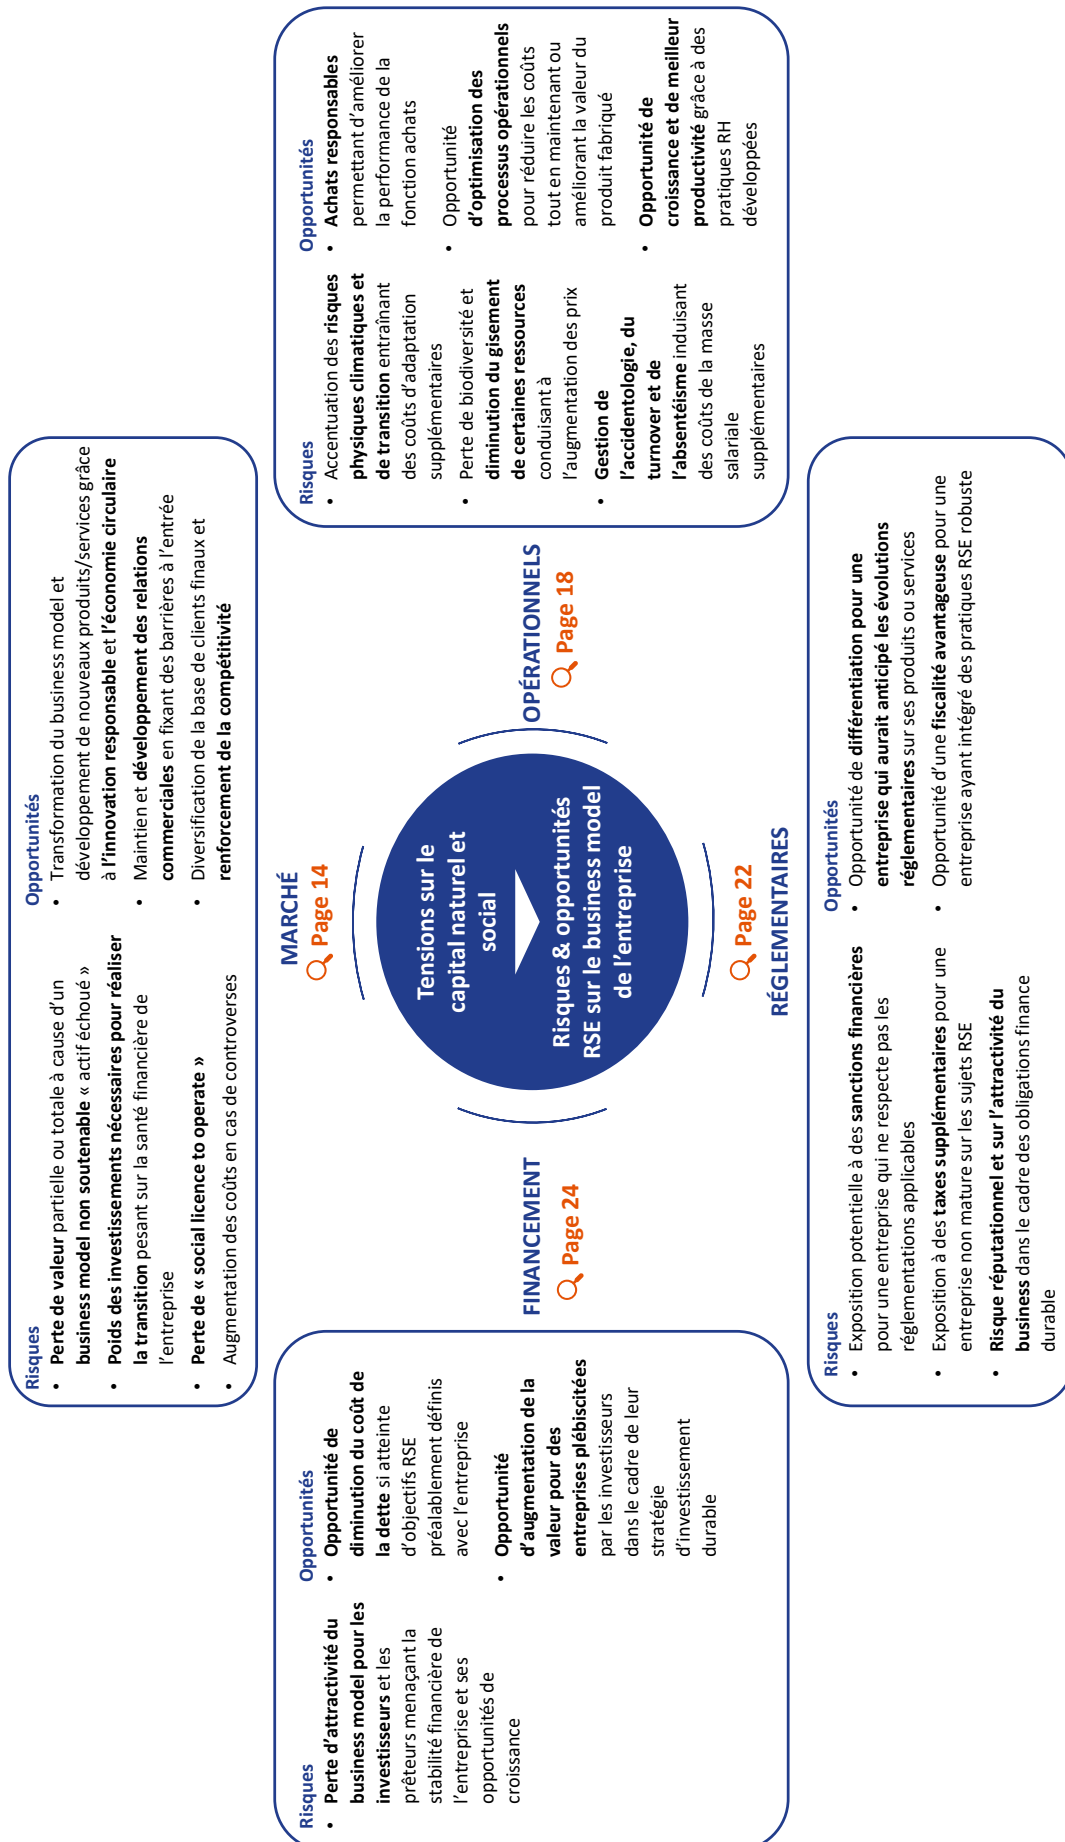 Risques
• Perte de valeur partielle ou totale à cause d'un
business model non soutenable « actif échoué »
• Poids des investissements nécessaires pour réaliser
la transition pesant sur la santé financière de
l'entreprise
• Perte de « social licence to operate »
• Augmentation des coûts en cas de controverses
Opportunités
• Transformation du business model et
développement de nouveaux produits/services grâce
à l'innovation responsable et l'économie circulaire
• Maintien et développement des relations
commerciales en fixant des barrières à l'entrée
• Diversification de la base de clients finaux et
renforcement de la compétitivité
MARCHÉ
Page 14
Risques
• Perte d'attractivité du
business model pour les
investisseurs et les
prêteurs menaçant la
stabilité financière de
l'entreprise et ses
opportunités de
croissance
Opportunités
• Opportunité de
diminution du coût de
la dette si atteinte
d'objectifs RSE
préalablement définis
avec l'entreprise
• Opportunité
d'augmentation de la
valeur pour des
entreprises plébiscitées
par les investisseurs
dans le cadre de leur
stratégie
d'investissement
durable
FINANCEMENT
Page 24
Tensions sur le
capital naturel et
social
Risques & opportunités
RSE sur le business model
de l'entreprise
OPÉRATIONNELS
Page 18
Risques
• Accentuation des risques
physiques climatiques et
de transition entraînant
des coûts d'adaptation
supplémentaires
• Perte de biodiversité et
diminution du gisement
de certaines ressources
conduisant à
l'augmentation des prix
• Gestion de
l'accidentologie, du
turnover et de
l'absentéisme induisant
des coûts de la masse
salariale
supplémentaires
Opportunités
• Achats responsables
permettant d'améliorer
la performance de la
fonction achats
• Opportunité
d'optimisation des
processus opérationnels
pour réduire les coûts
tout en maintenant ou
améliorant la valeur du
produit fabriqué
• Opportunité de
croissance et de meilleur
productivité grâce à des
pratiques RH
développées
Page 22
RÉGLEMENTAIRES
Risques
• Exposition potentielle à des sanctions financières
pour une entreprise qui ne respecte pas les
réglementations applicables
• Exposition à des taxes supplémentaires pour une
entreprise non mature sur les sujets RSE
• Risque réputationnel et sur l'attractivité du
business dans le cadre des obligations finance
durable
Opportunités
• Opportunité de différentiation pour une
entreprise qui aurait anticipé les évolutions
réglementaires sur ses produits ou services
• Opportunité d'une fiscalité avantageuse pour une
entreprise ayant intégré des pratiques RSE robuste